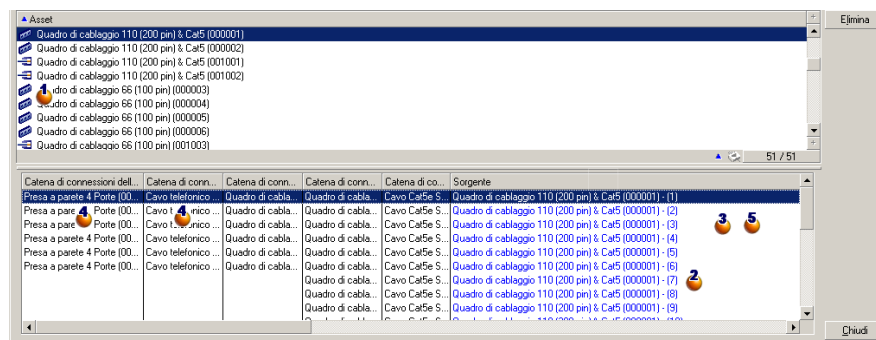 Asset
Elimina
Quadro di cablaggio 110 (200 pin) & Cat5 (000001)
Quadro di cablaggio 110 (200 pin) & Cat5 (000002)
Quadro di cablaggio 110 (200 pin) & Cat5 (001001)
Quadro di cablaggio 110 (200 pin) & Cat5 (001002)
1 cablaggio 66 (100 pin) (000003)
Quadro di cablaggio 66 (100 pin) (000004)
Quadro di cablaggio 66 (100 pin) (000005)
Quadro di cablaggio 66 (100 pin) (000006)
Quadro di cablaggio 66 (100 pin) (001003)
51 / 51
Catena di connessioni dell... Catena di conn... Catena di conn... Catena di conn... Catena di co... Sorgente
Presa a parete 4 Porte (00... Cavo telefonico ... Quadro di cabla... Quadro di cabla... Cavo Cat5e S... Quadro di cablaggio 110 (200 pin) & Cat5 (000001) - (1)
Presa a parete 4 Porte (00... Cavo telefonico ... Quadro di cabla... Quadro di cabla... Cavo Cat5e S... Quadro di cablaggio 110 (200 pin) & Cat5 (000001) - (2)
4 4 3 5
Presa a parete 4 Porte (00... Cavo telefonico ... Quadro di cabla... Quadro di cabla... Cavo Cat5e S... Quadro di cablaggio 110 (200 pin) & Cat5 (000001) - (3)
Presa a parete 4 Porte (00... Cavo telefonico ... Quadro di cabla... Quadro di cabla... Cavo Cat5e S... Quadro di cablaggio 110 (200 pin) & Cat5 (000001) - (4)
Presa a parete 4 Porte (00... Cavo telefonico ... Quadro di cabla... Quadro di cabla... Cavo Cat5e S... Quadro di cablaggio 110 (200 pin) & Cat5 (000001) - (5)
Presa a parete 4 Porte (00... Cavo telefonico ... Quadro di cabla... Quadro di cabla... Cavo Cat5e S... Quadro di cablaggio 110 (200 pin) & Cat5 (000001) - (6)
Quadro di cabla... Cavo Cat5e S... Quadro di cablaggio 110 (200 pin) & Cat5 (000001) - (7) 2
Quadro di cabla... Cavo Cat5e S... Quadro di cablaggio 110 (200 pin) & Cat5 (000001) - (8)
Quadro di cabla... Cavo Cat5e S... Quadro di cablaggio 110 (200 pin) & Cat5 (000001) - (9)
Chiudi